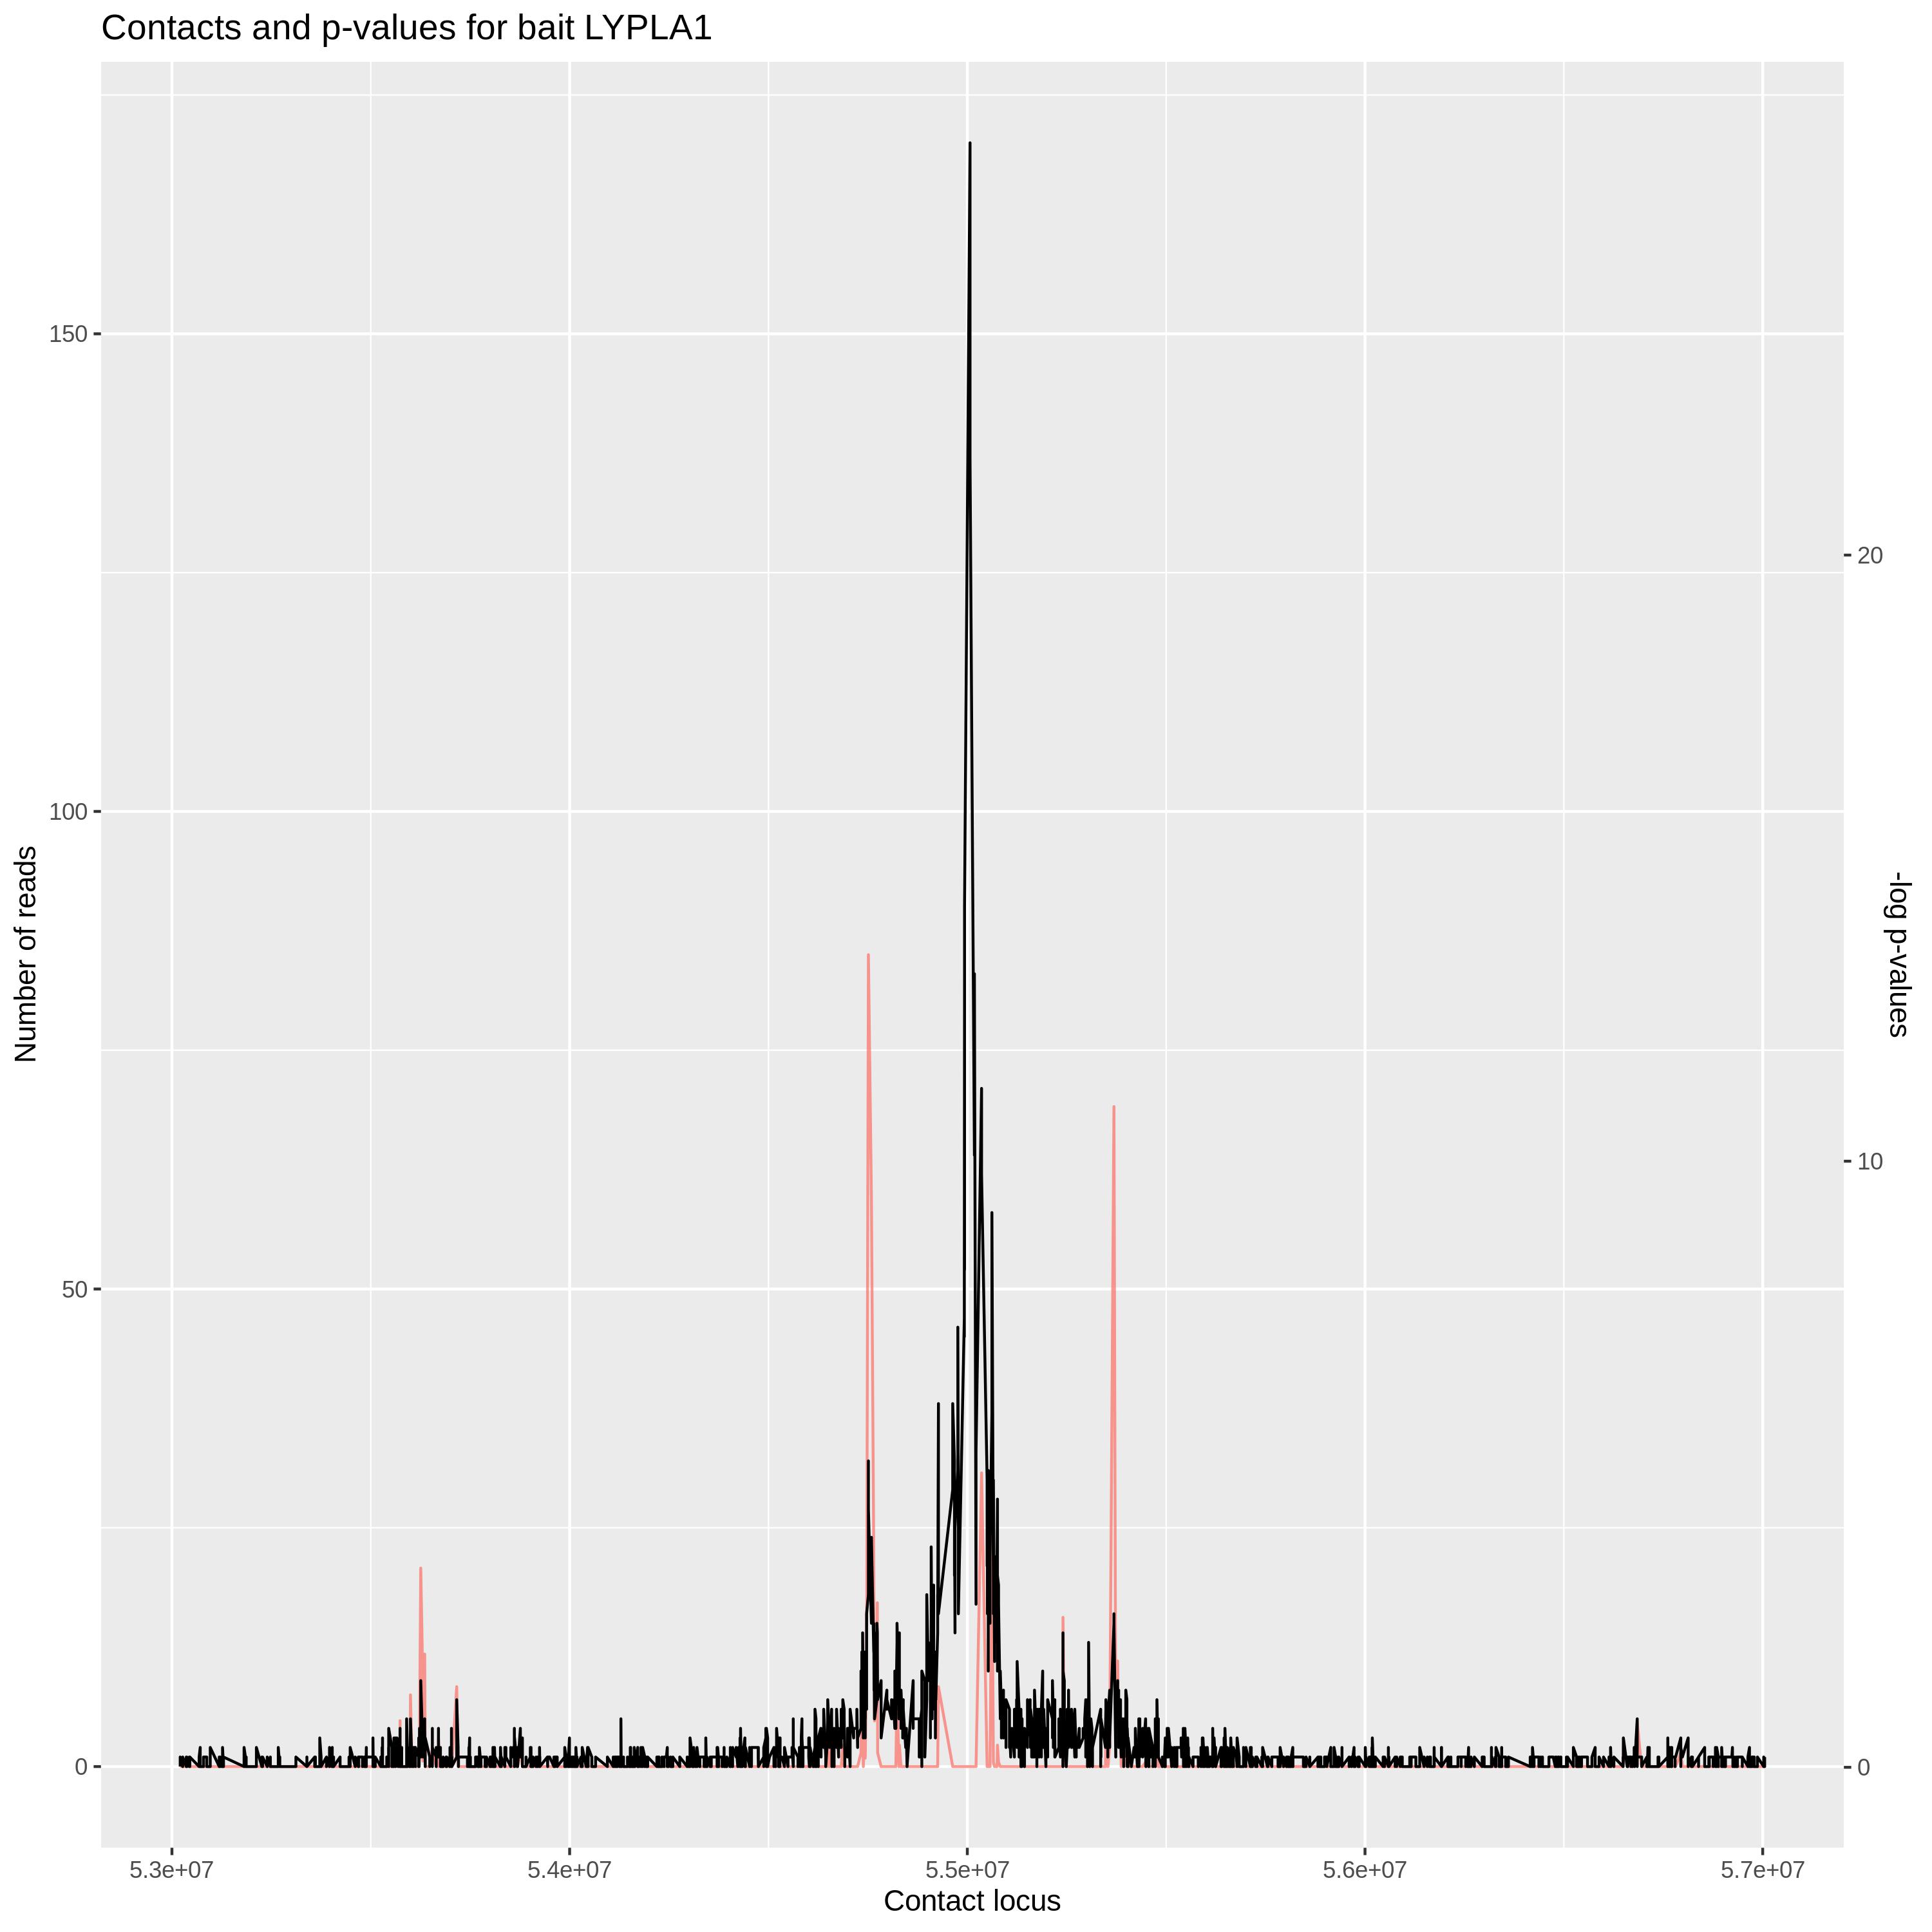 Contacts and p-values for bait LYPLA1
150
100
50
0
Number of reads
20
10
0
-log p-values
5.3e+07
5.4e+07
5.5e+07
5.6e+07
5.7e+07
Contact locus